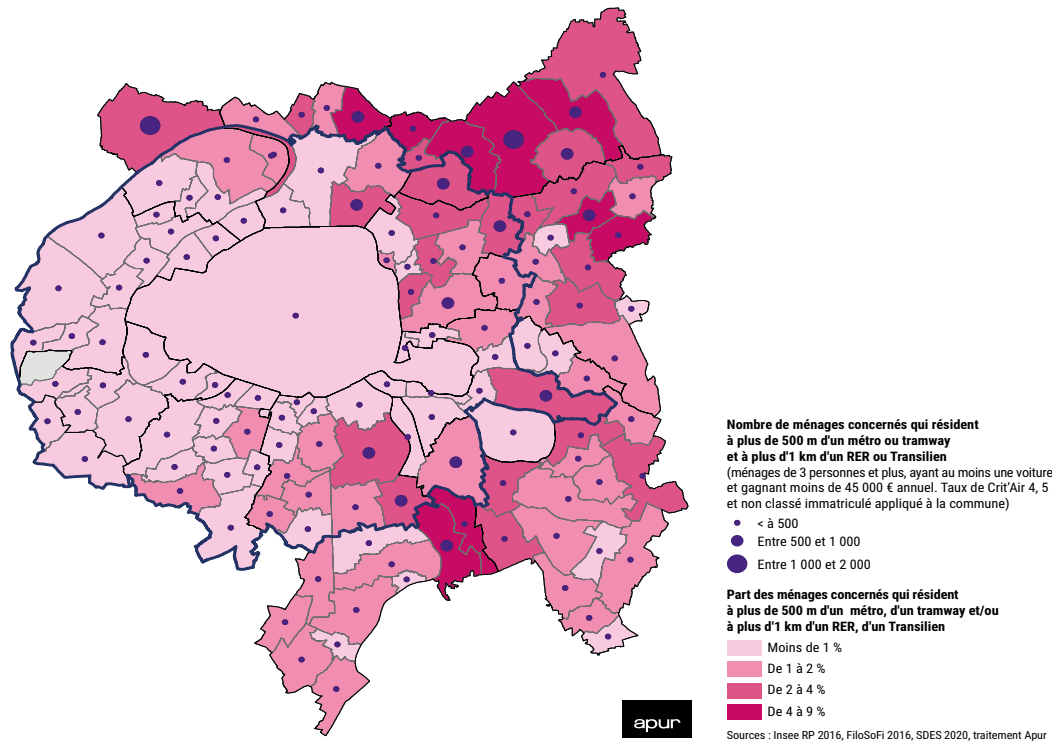 Nombre de ménages concernés qui résident
à plus de 500 m d'un métro ou tramway
et à plus d'1 km d'un RER ou Transilien
(ménages de 3 personnes et plus, ayant au moins une voiture
et gagnant moins de 45 000 € annuel. Taux de Crit'Air 4, 5
et non classé immatriculé appliqué à la commune)
< à 500
Entre 500 et 1 000
Entre 1 000 et 2 000
Part des ménages concernés qui résident
à plus de 500 m d'un métro, d'un tramway et/ou
à plus d'1 km d'un RER, d'un Transilien
Moins de 1 %
De 1 à 2 %
De 2 à 4 %
De 4 à 9 %
apur
Sources : Insee RP 2016, FiloSoFi 2016, SDES 2020, traitement Apur